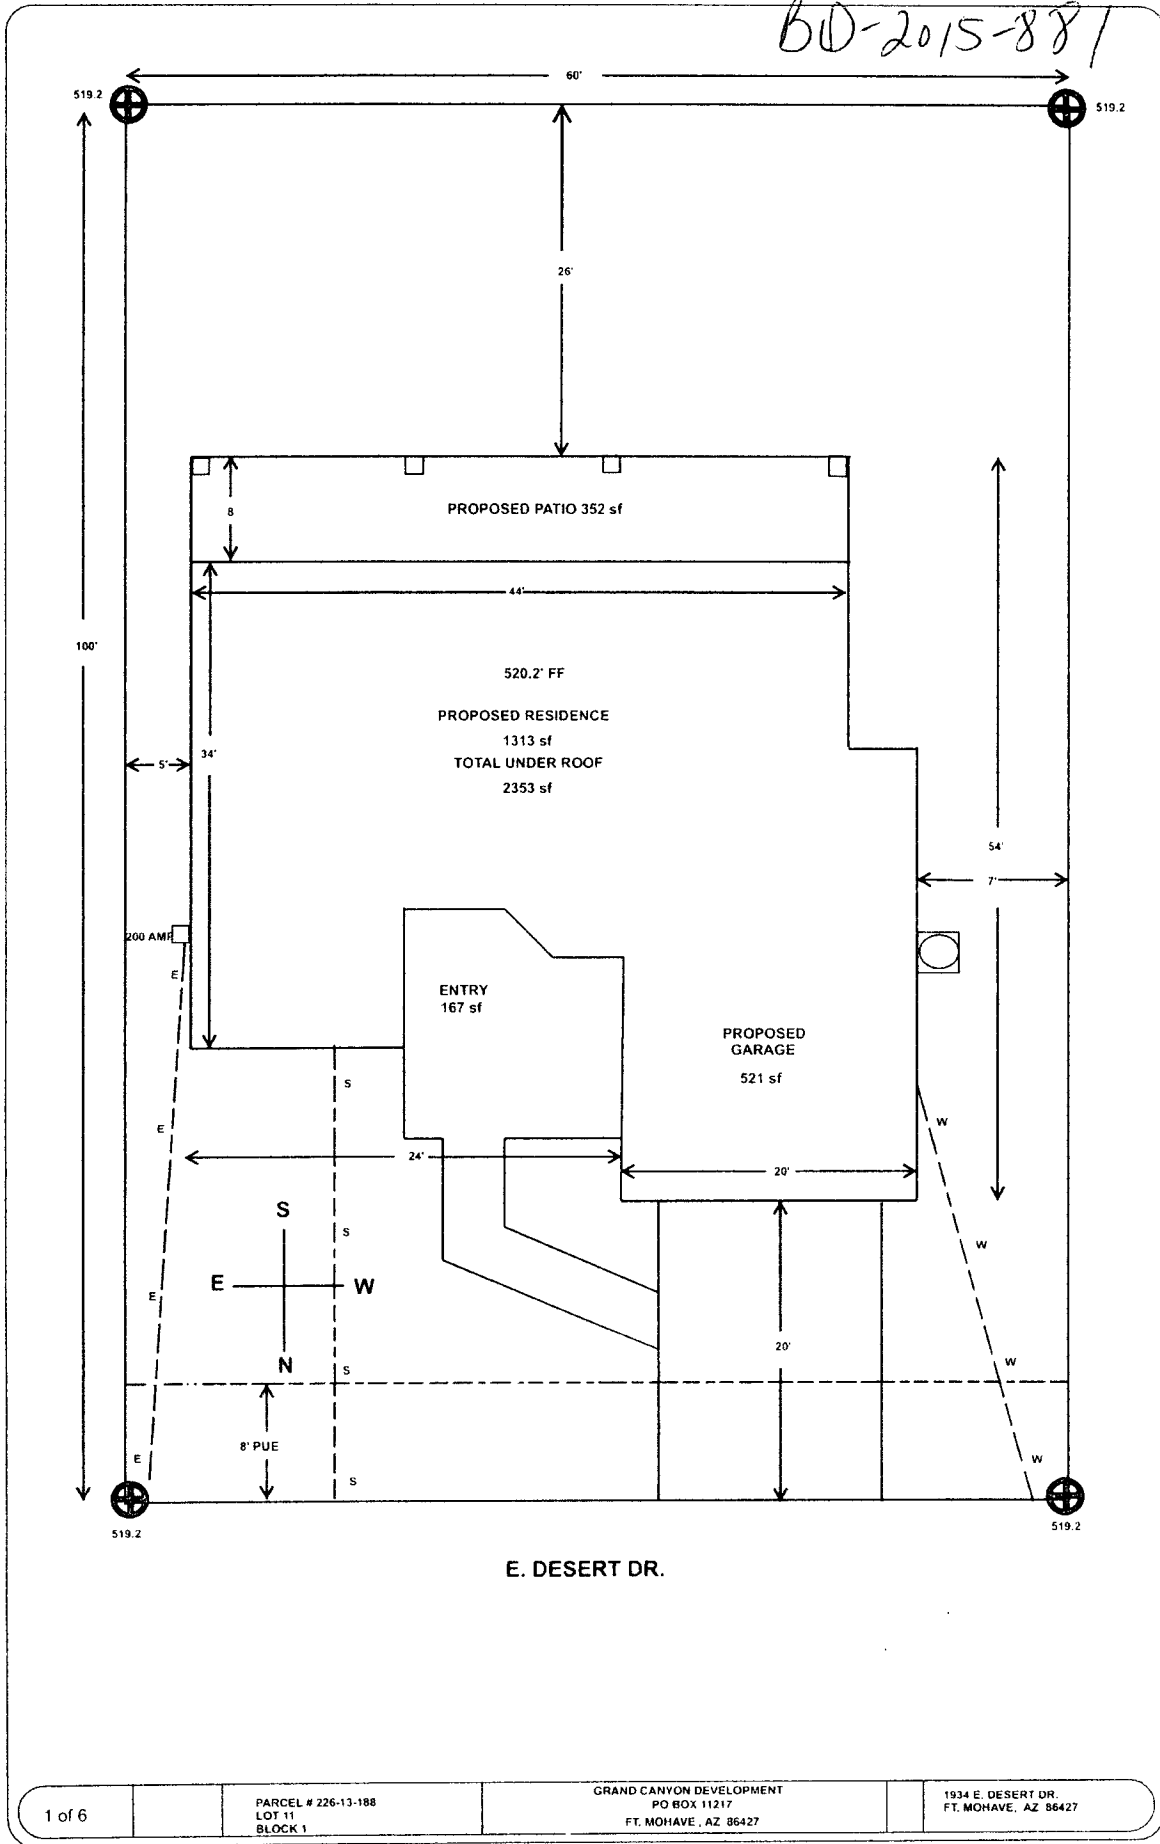 BD-2015-881
60'
519.2
519.2
26'
8
PROPOSED PATIO 352 sf
44'
100'
520.2' FF
PROPOSED RESIDENCE
1313 sf
TOTAL UNDER ROOF
2353 sf
34'
5'
54'
7'
200 AMP
E
ENTRY
167 sf
PROPOSED
GARAGE
521 sf
S
W
E
24'
20'
S
S
W
E
W
E
20'
N
S
W
8' PUE
E
W
S
519.2
519.2
E. DESERT DR.
1 of 6
PARCEL # 226-13-188
LOT 11
BLOCK 1
GRAND CANYON DEVELOPMENT
PO BOX 11217
FT. MOHAVE , AZ 86427
1934 E. DESERT DR.
FT. MOHAVE, AZ 86427